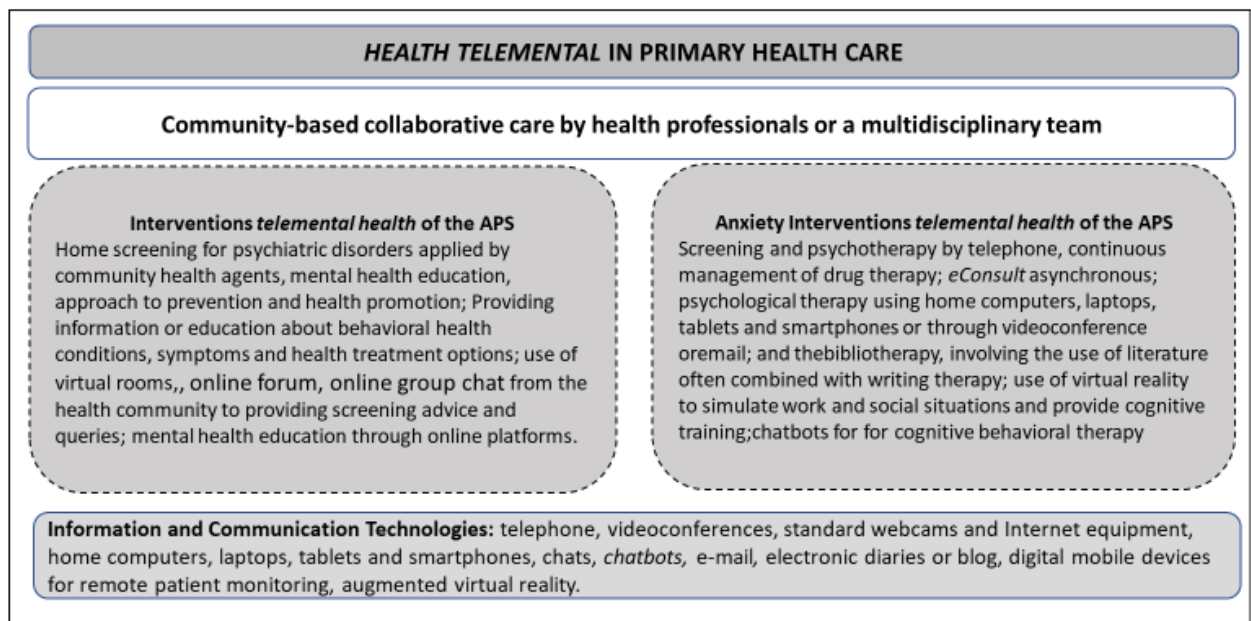 HEALTH TELEMENTAL IN PRIMARY HEALTH CARE
Community-based collaborative care by health professionals or a multidisciplinary team
Interventions telemental health of the APS
Home screening for psychiatric disorders applied by
community health agents, mental health education,
approach to prevention and health promotion; Providing
information or education about behavioral health
conditions, symptoms and health treatment options; use of
virtual rooms,, online forum, online group chat from the
health community to providing screening advice and
queries; mental health education through online platforms.
Anxiety Interventions telemental health of the APS
Screening and psychotherapy by telephone, continuous
management of drug therapy; eConsult asynchronous;
psychological therapy using home computers, laptops,
tablets and smartphones or through videoconference
oremail; and thebibliotherapy, involving the use of literature
often combined with writing therapy; use of virtual reality
to simulate work and social situations and provide cognitive
training;chatbots for for cognitive behavioral therapy
Information and Communication Technologies: telephone, videoconferences, standard webcams and Internet equipment,
home computers, laptops, tablets and smartphones, chats, chatbots, e-mail, electronic diaries or blog, digital mobile devices
for remote patient monitoring, augmented virtual reality.